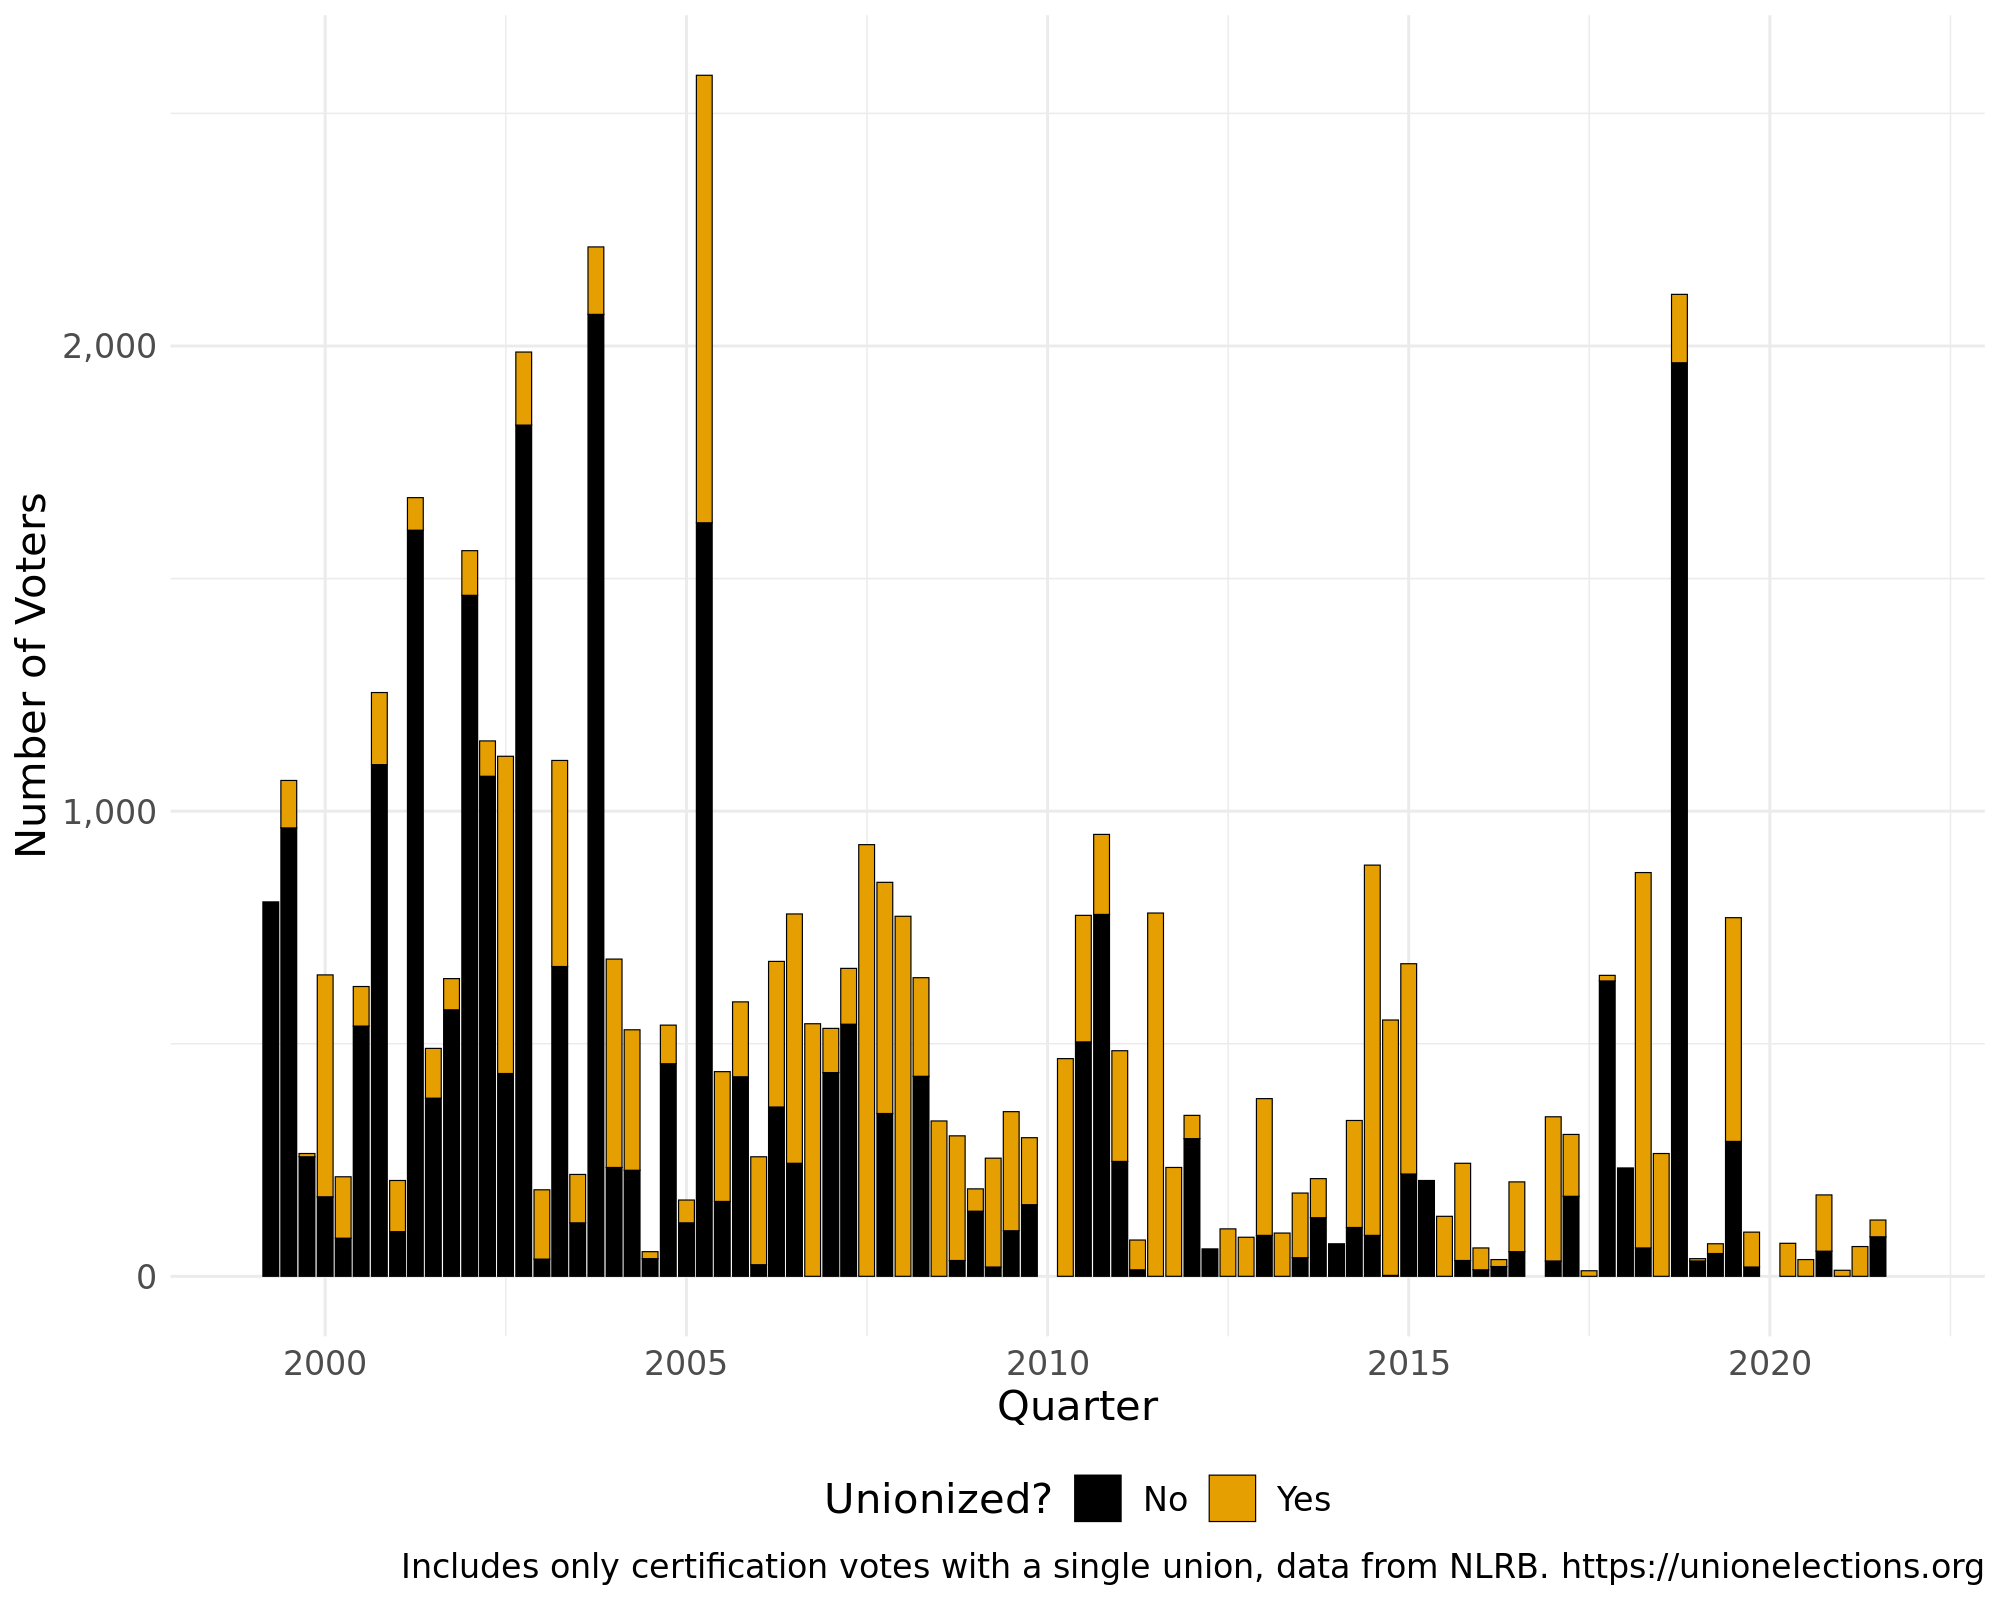 Number of Voters
2,000
1,000
0
2000 2005 2010 2015 2020
Quarter
Unionized? No Yes
Includes only certification votes with a single union, data from NLRB. https://unionelections.org